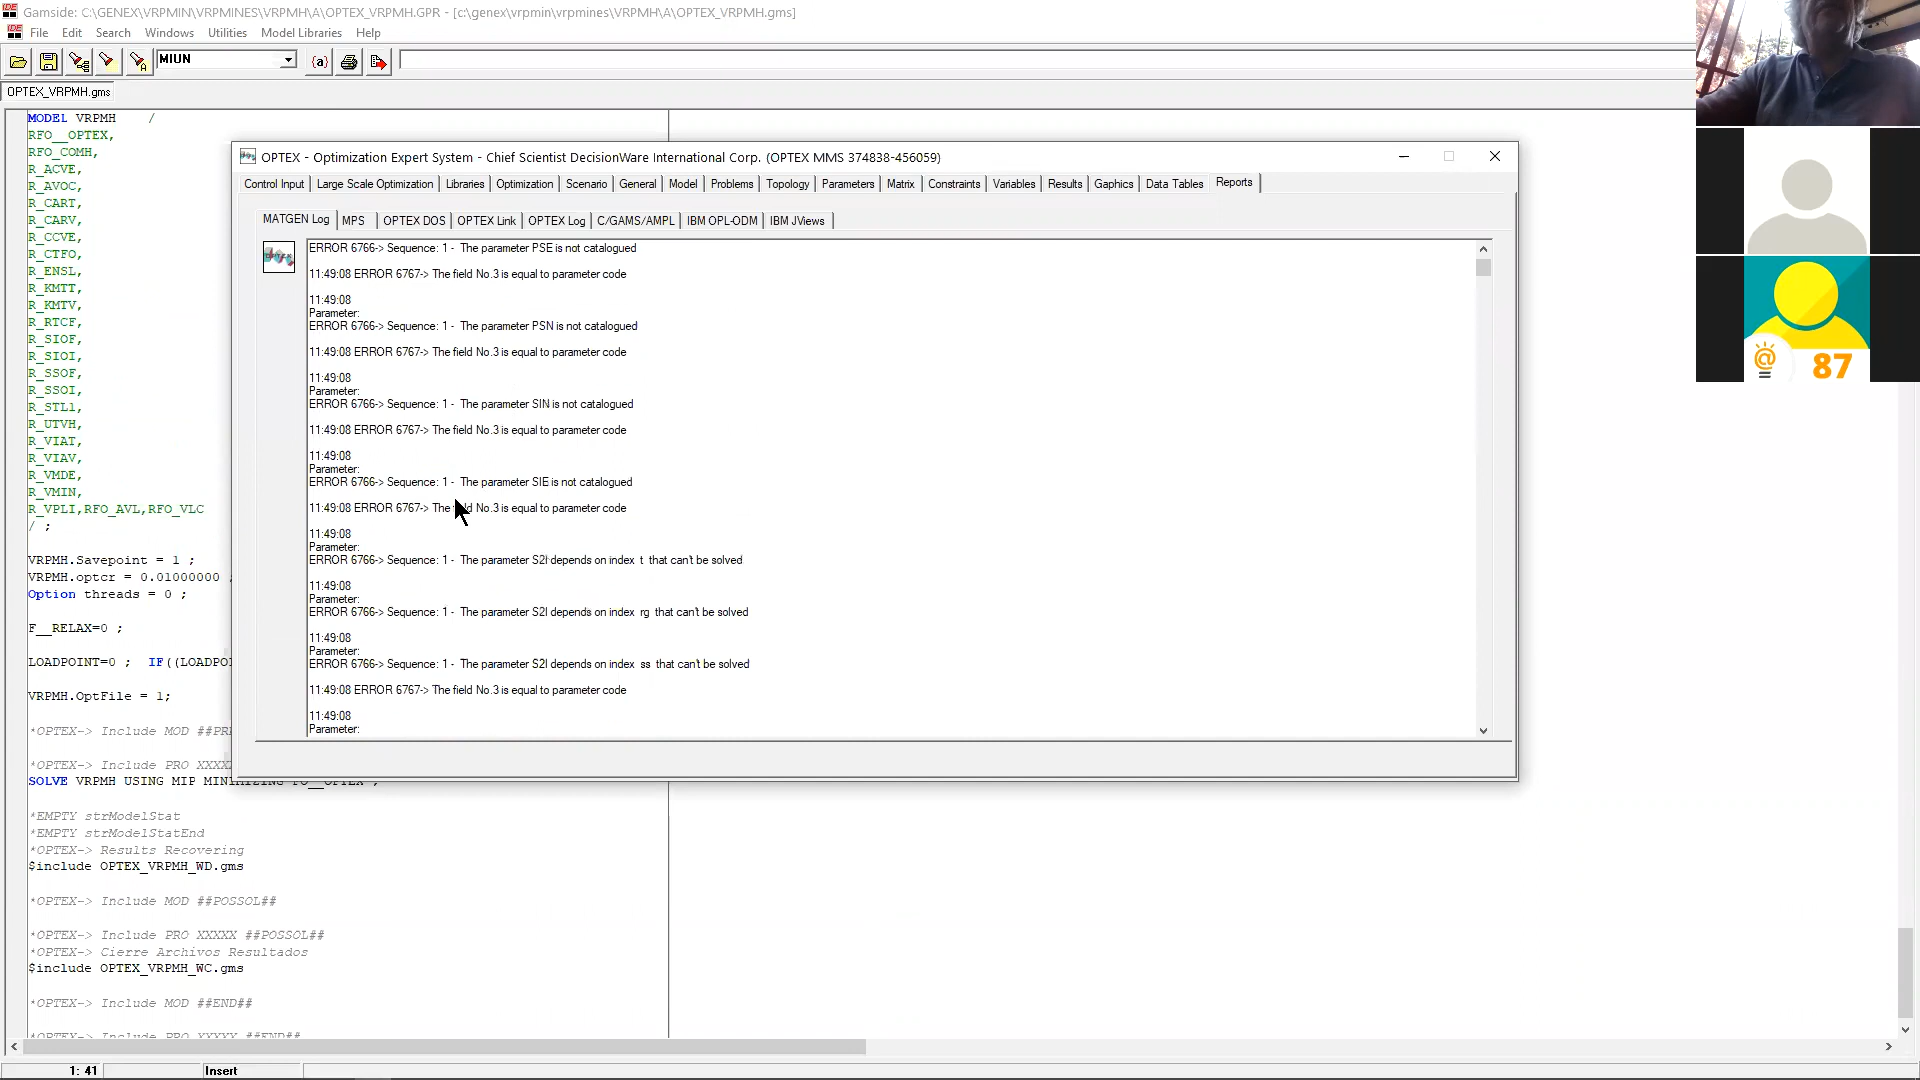 Gamside: C:\GENEX\VRPMIN\VRPMINES\VRPMH\A\OPTEX_VRPMH.GPR - [c:\genex\vrpmin\vrpmines\VRPMH\A\OPTEX_VRPMH.gms]
IDE File Edit Search Windows Utilities Model Libraries Help
MIUN
{a}
OPTEX_VRPMH.gms
MODEL VRPMH /
RFO__OPTEX,
RFO_COMH,
R_ACVE,
R_AVOC,
R_CART,
R_CARV,
R_CCVE,
R_CTFO,
R_ENSL,
R_KMTT,
R_KMTV,
R_RTCF,
R_SIOF,
R_SIOI,
R_SSOF,
R_SSOI,
R_STL1,
R_UTVH,
R_VIAT,
R_VIAV,
R_VMDE,
R_VMIN,
R_VPLI,RFO_AVL,RFO_VLC
/ ;
VRPMH.Savepoint = 1 ;
VRPMH.optcr = 0.01000000 ;
Option threads = 0 ;
F__RELAX=0 ;
LOADPOINT=0 ; IF((LOADPO
VRPMH.OptFile = 1;
*OPTEX-> Include MOD ##PR
*OPTEX-> Include PRO XXXX
SOLVE VRPMH USING MIP MINIMIZING FO__OPTEX ;
*EMPTY strModelStat
*EMPTY strModelStatEnd
*OPTEX-> Results Recovering
$include OPTEX_VRPMH_WD.gms
*OPTEX-> Include MOD ##POSSOL##
*OPTEX-> Include PRO XXXXX ##POSSOL##
*OPTEX-> Cierre Archivos Resultados
$include OPTEX_VRPMH_WC.gms
*OPTEX-> Include MOD ##END##
*OPTEX-> Include PRO XXXXX ##END##
1: 41 Insert
OPTEX - Optimization Expert System - Chief Scientist DecisionWare International Corp. (OPTEX MMS 374838-456059)
Control Input Large Scale Optimization Libraries Optimization Scenario General Model Problems Topology Parameters Matrix Constraints Variables Results Graphics Data Tables Reports
MATGEN Log MPS OPTEX DOS OPTEX Link OPTEX Log C/GAMS/AMPL IBM OPL-ODM IBM JViews
OPTEX
ERROR 6766-> Sequence: 1 - The parameter PSE is not catalogued
11:49:08 ERROR 6767-> The field No.3 is equal to parameter code
11:49:08
Parameter:
ERROR 6766-> Sequence: 1 - The parameter PSN is not catalogued
11:49:08 ERROR 6767-> The field No.3 is equal to parameter code
11:49:08
Parameter:
ERROR 6766-> Sequence: 1 - The parameter SIN is not catalogued
11:49:08 ERROR 6767-> The field No.3 is equal to parameter code
11:49:08
Parameter:
ERROR 6766-> Sequence: 1 - The parameter SIE is not catalogued
11:49:08 ERROR 6767-> The field No.3 is equal to parameter code
11:49:08
Parameter:
ERROR 6766-> Sequence: 1 - The parameter S2I depends on index t that can't be solved
11:49:08
Parameter:
ERROR 6766-> Sequence: 1 - The parameter S2I depends on index rg that can't be solved
11:49:08
Parameter:
ERROR 6766-> Sequence: 1 - The parameter S2I depends on index ss that can't be solved
11:49:08 ERROR 6767-> The field No.3 is equal to parameter code
11:49:08
Parameter:
@ 87